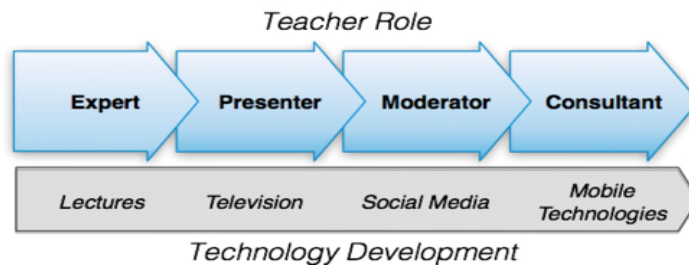 Teacher Role
Expert Presenter Moderator Consultant
Lectures Television Social Media Mobile
Technologies
Technology Development